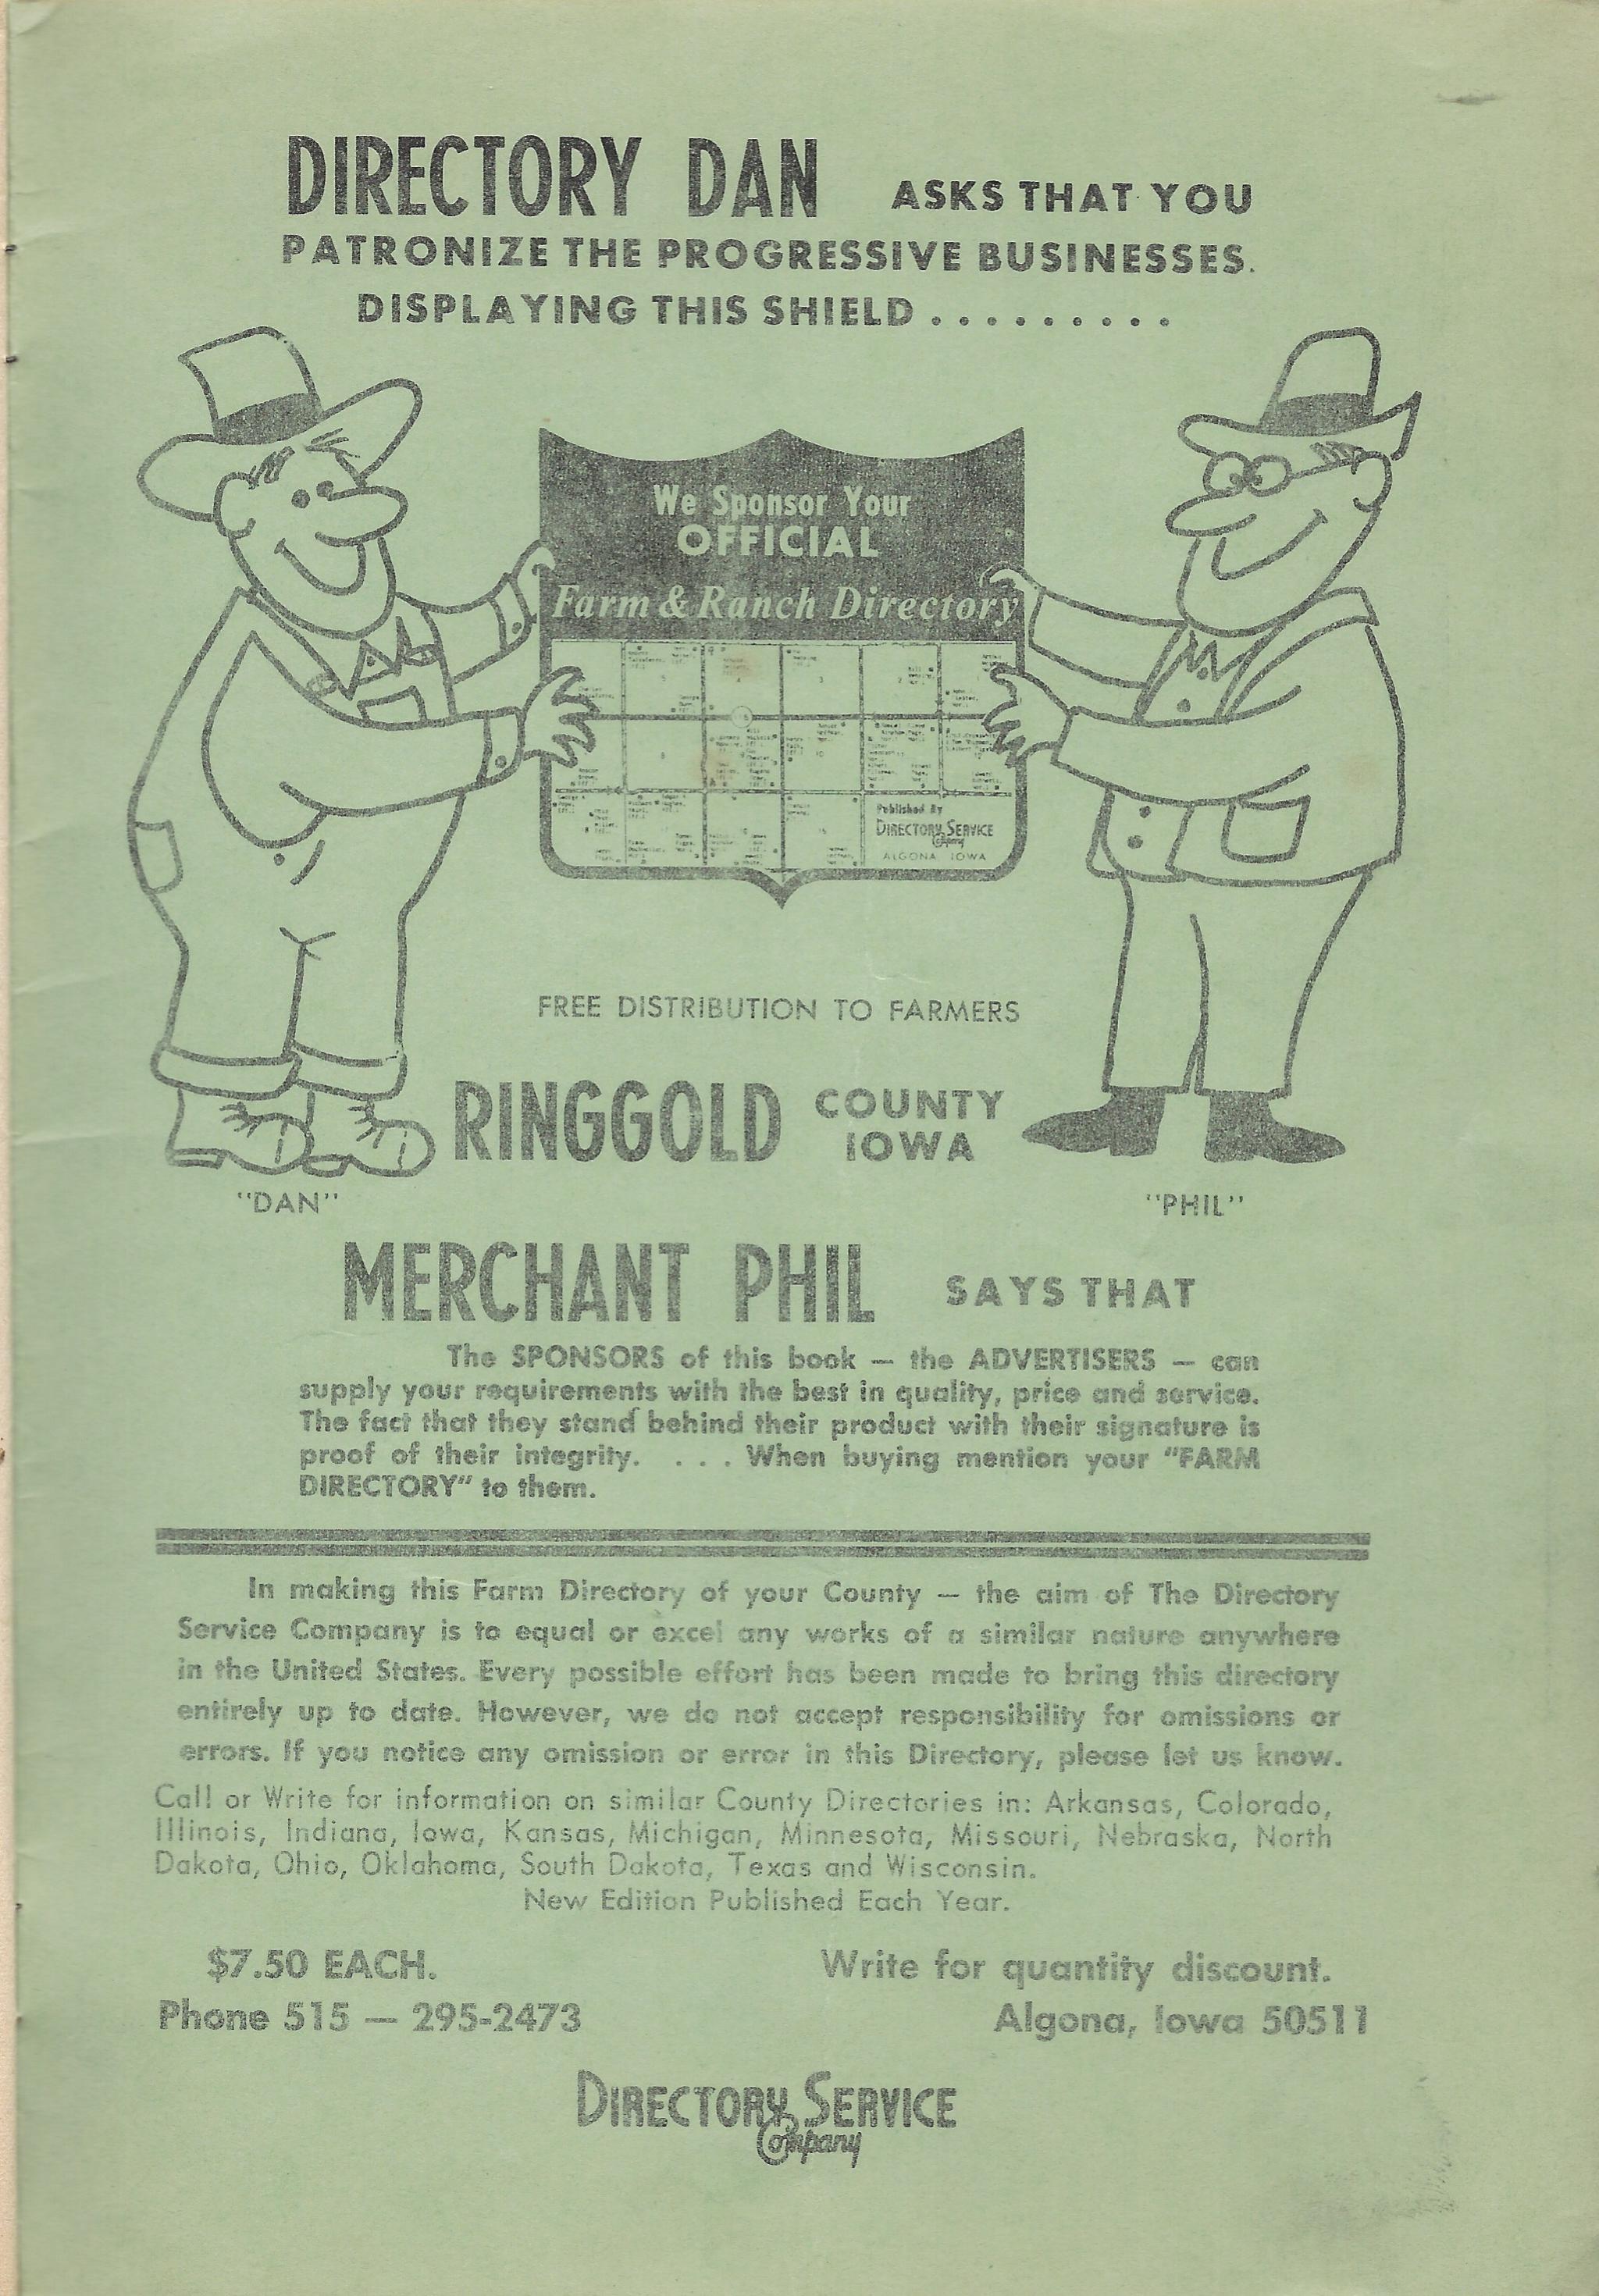 DIRECTORY DAN ASKS THAT YOU
PATRONIZE THE PROGRESSIVE BUSINESSES.
DISPLAYING THIS SHIELD . . . . . . . . .
We Sponsor Your
OFFICIAL
Farm & Ranch Directory
Published By
DIRECTORY SERVICE
Company
ALGONA IOWA
FREE DISTRIBUTION TO FARMERS
RINGGOLD COUNTY
IOWA
"DAN"
"PHIL"
MERCHANT PHIL SAYS THAT
The SPONSORS of this book — the ADVERTISERS — can
supply your requirements with the best in quality, price and service.
The fact that they stand behind their product with their signature is
proof of their integrity. . . . When buying mention your "FARM
DIRECTORY" to them.
In making this Farm Directory of your County — the aim of The Directory
Service Company is to equal or excel any works of a similar nature anywhere
in the United States. Every possible effort has been made to bring this directory
entirely up to date. However, we do not accept responsibility for omissions or
errors. If you notice any omission or error in this Directory, please let us know.
Call or Write for information on similar County Directories in: Arkansas, Colorado,
Illinois, Indiana, Iowa, Kansas, Michigan, Minnesota, Missouri, Nebraska, North
Dakota, Ohio, Oklahoma, South Dakota, Texas and Wisconsin.
New Edition Published Each Year.
$7.50 EACH. Write for quantity discount.
Phone 515 — 295-2473 Algona, Iowa 50511
DIRECTORY SERVICE
Company